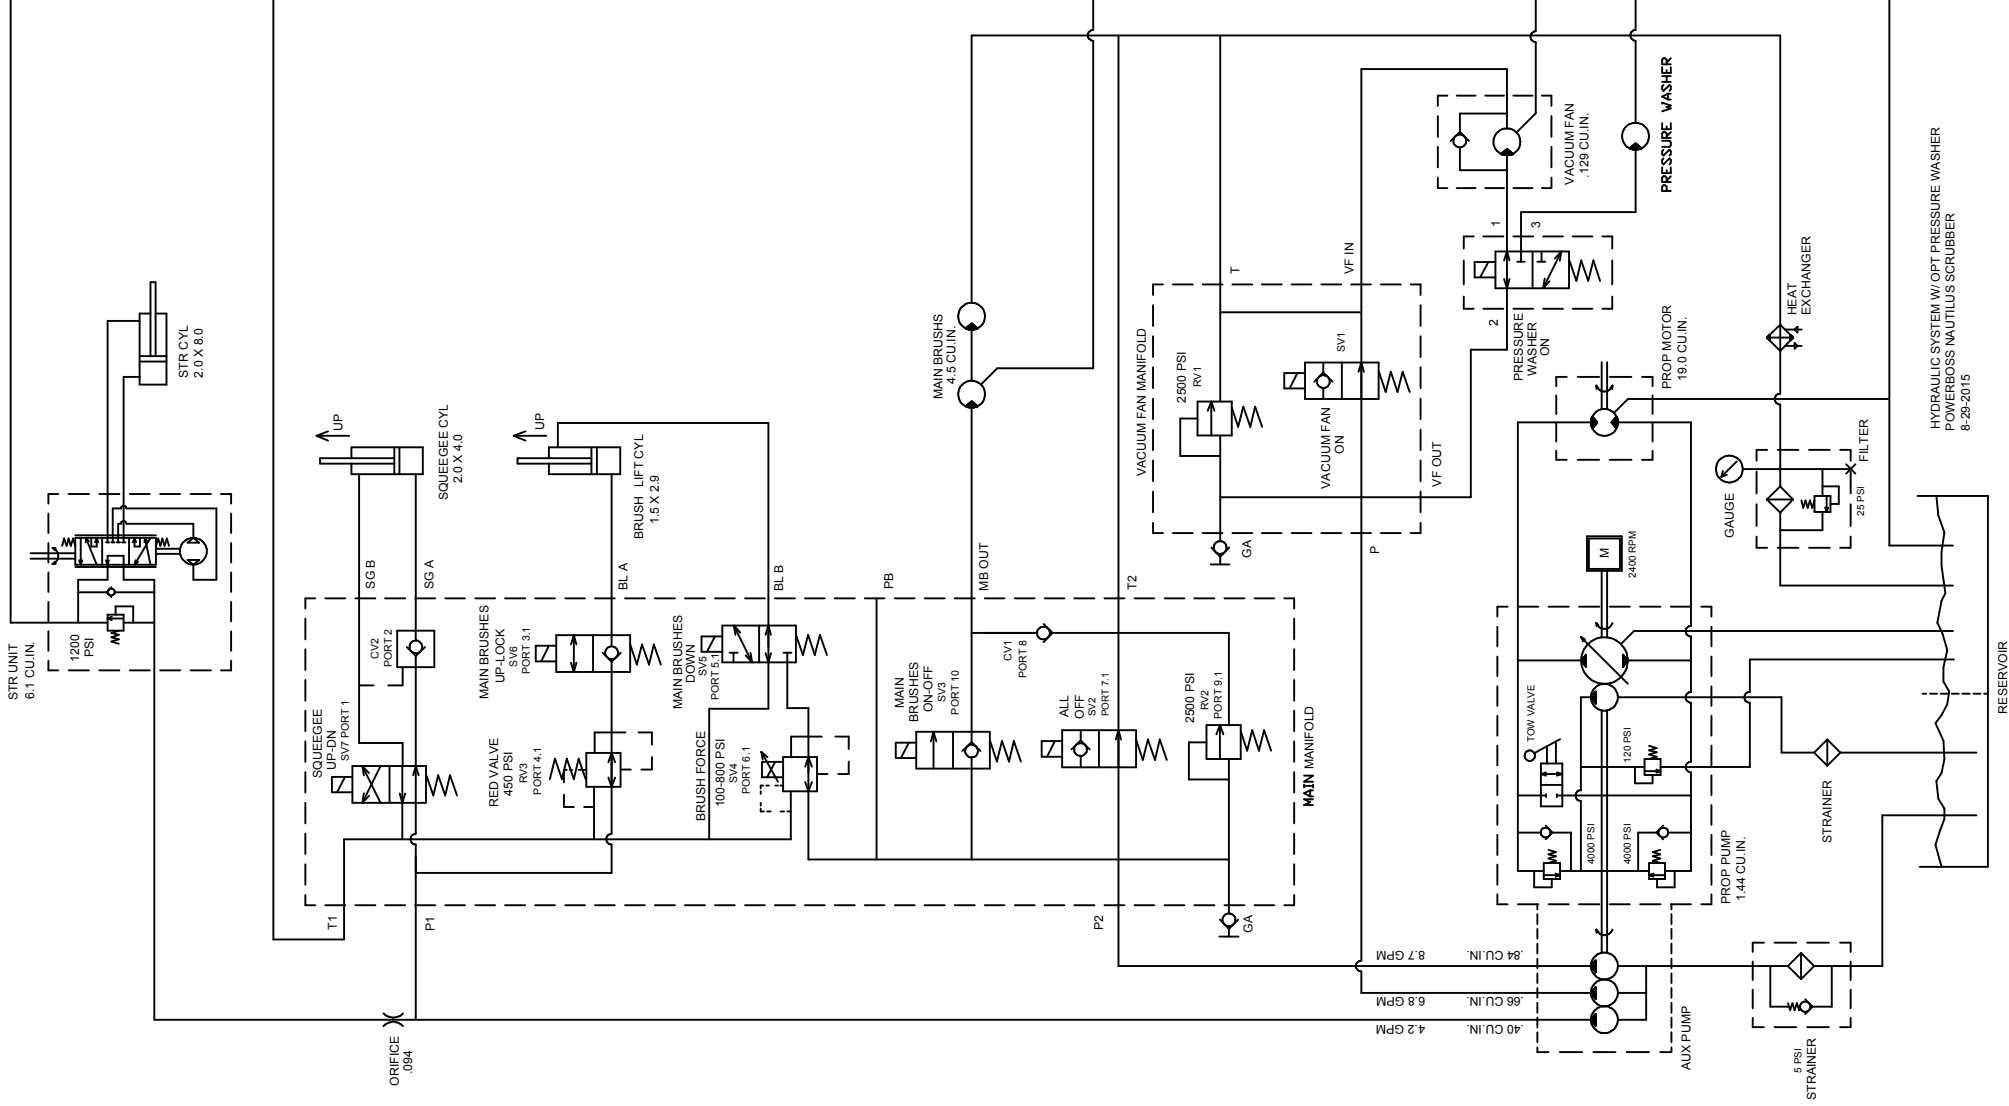 STR UNIT
6.1 CU.IN.
1200
PSI
STR CYL
2.0 X 8.0
ORIFICE
.094
T1
P1
SQUEEGEE
UP-DN
SV7 PORT 1
CV2
PORT 2
SG B
SG A
UP
SQUEEGEE CYL
2.0 X 4.0
RED VALVE
450 PSI
RV3
PORT 4.1
MAIN BRUSHES
UP-LOCK
SV6
PORT 3.1
BL A
UP
BRUSH LIFT CYL
1.5 X 2.9
BRUSH FORCE
100-800 PSI
SV4
PORT 6.1
MAIN BRUSHES
DOWN
SV5
PORT 5.1
BL B
PB
MAIN
BRUSHES
ON-OFF
SV3
PORT 10
MB OUT
MAIN BRUSHS
4.5 CU.IN.
CV1
PORT 8
ALL
OFF
SV2
PORT 7.1
T2
P2
2500 PSI
RV2
PORT 9.1
GA
MAIN MANIFOLD
VACUUM FAN MANIFOLD
2500 PSI
RV1
GA
T
VACUUM FAN
ON
SV1
VF IN
VF OUT
P
8.7 GPM
.84 CU.IN.
6.8 GPM
.66 CU.IN.
4.2 GPM
.40 CU.IN.
1
3
2
PRESSURE
WASHER
ON
VACUUM FAN
.129 CU.IN.
PRESSURE WASHER
PROP MOTOR
19.0 CU.IN.
M
2400 RPM
TOW VALVE
120 PSI
4000 PSI
4000 PSI
PROP PUMP
1.44 CU.IN.
AUX PUMP
GAUGE
FILTER
25 PSI
HEAT
EXCHANGER
STRAINER
5 PSI
STRAINER
RESERVOIR
HYDRAULIC SYSTEM W/ OPT PRESSURE WASHER
POWERBOSS NAUTILUS SCRUBBER
8-29-2015